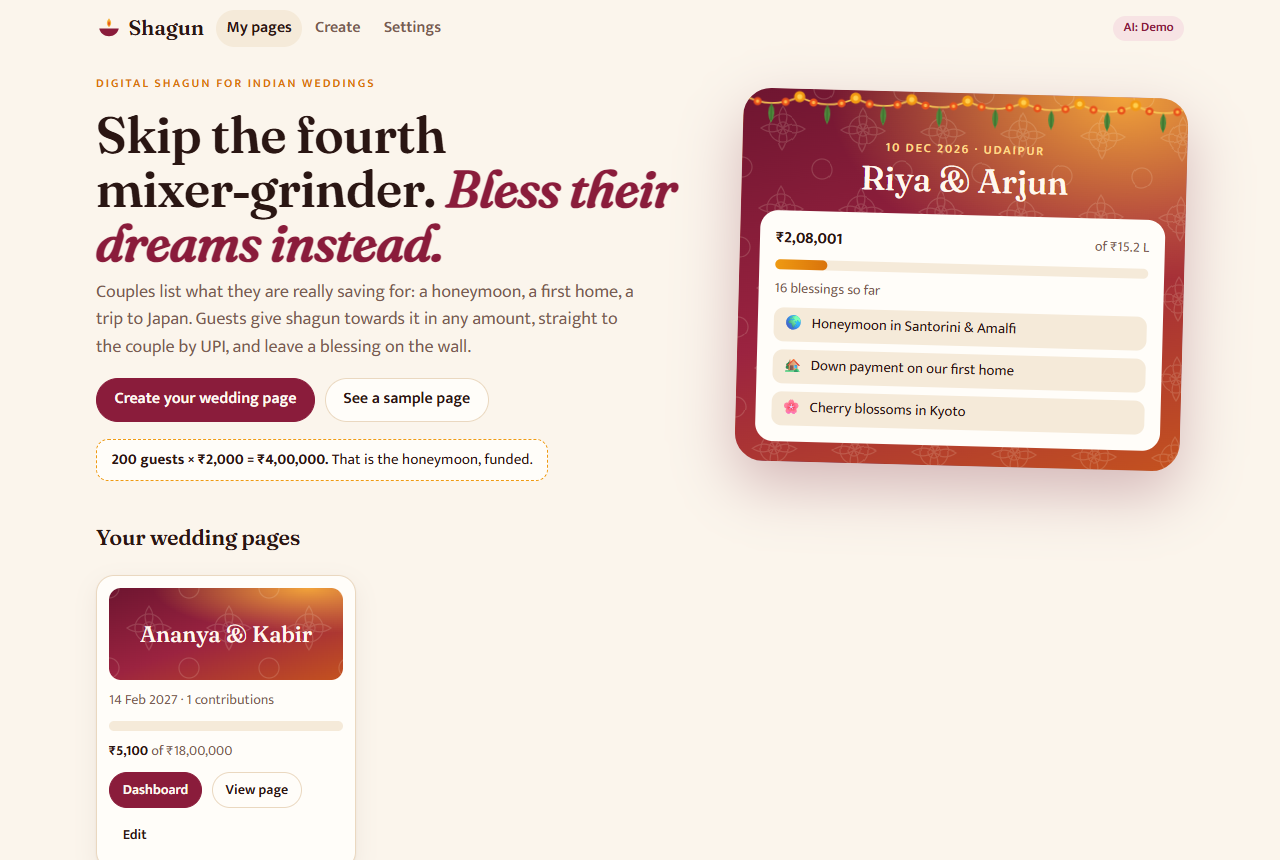 Shagun My pages Create Settings AI: Demo
DIGITAL SHAGUN FOR INDIAN WEDDINGS
Skip the fourth
mixer-grinder. Bless their
dreams instead.
Couples list what they are really saving for: a honeymoon, a first home, a
trip to Japan. Guests give shagun towards it in any amount, straight to
the couple by UPI, and leave a blessing on the wall.
Create your wedding page See a sample page
200 guests × ₹2,000 = ₹4,00,000. That is the honeymoon, funded.
10 DEC 2026 · UDAIPUR
Riya & Arjun
₹2,08,001 of ₹15.2 L
16 blessings so far
Honeymoon in Santorini & Amalfi
Down payment on our first home
Cherry blossoms in Kyoto
Your wedding pages
Ananya & Kabir
14 Feb 2027 · 1 contributions
₹5,100 of ₹18,00,000
Dashboard View page
Edit